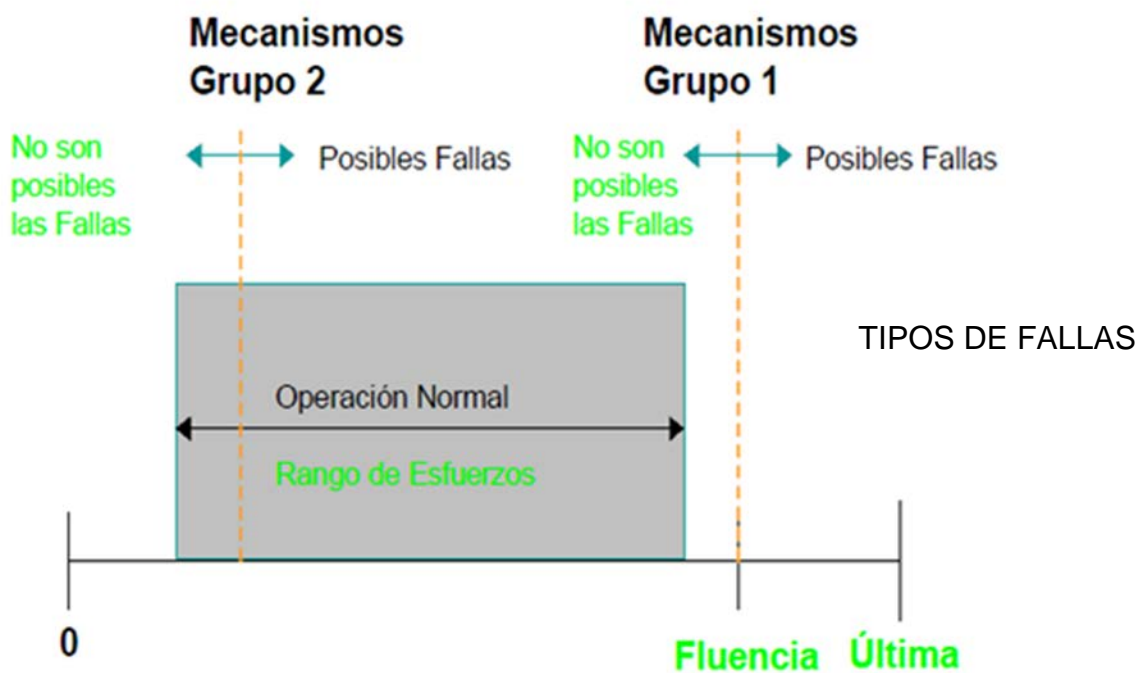 Mecanismos
Grupo 2
Mecanismos
Grupo 1
No son
posibles
las Fallas
Posibles Fallas
No son
posibles
las Fallas
Posibles Fallas
TIPOS DE FALLAS
Operación Normal
Rango de Esfuerzos
0
Fluencia
Última